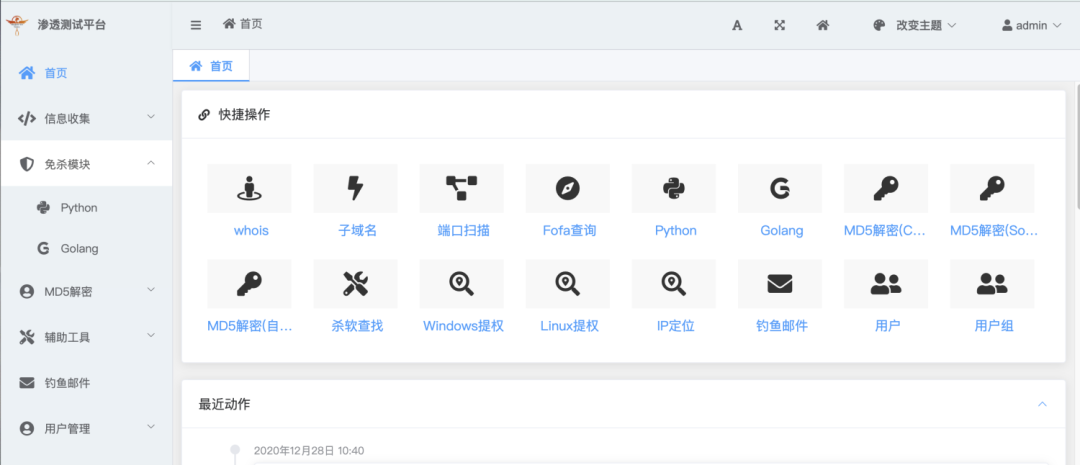 渗透测试平台
首页
A
改变主题
admin
首页
信息收集
免杀模块
Python
Golang
MD5解密
辅助工具
钓鱼邮件
用户管理
首页
快捷操作
whois 子域名 端口扫描 Fofa查询 Python Golang MD5解密(C... MD5解密(So...
MD5解密(自... 杀软查找 Windows提权 Linux提权 IP定位 钓鱼邮件 用户 用户组
最近动作
2020年12月28日 10:40